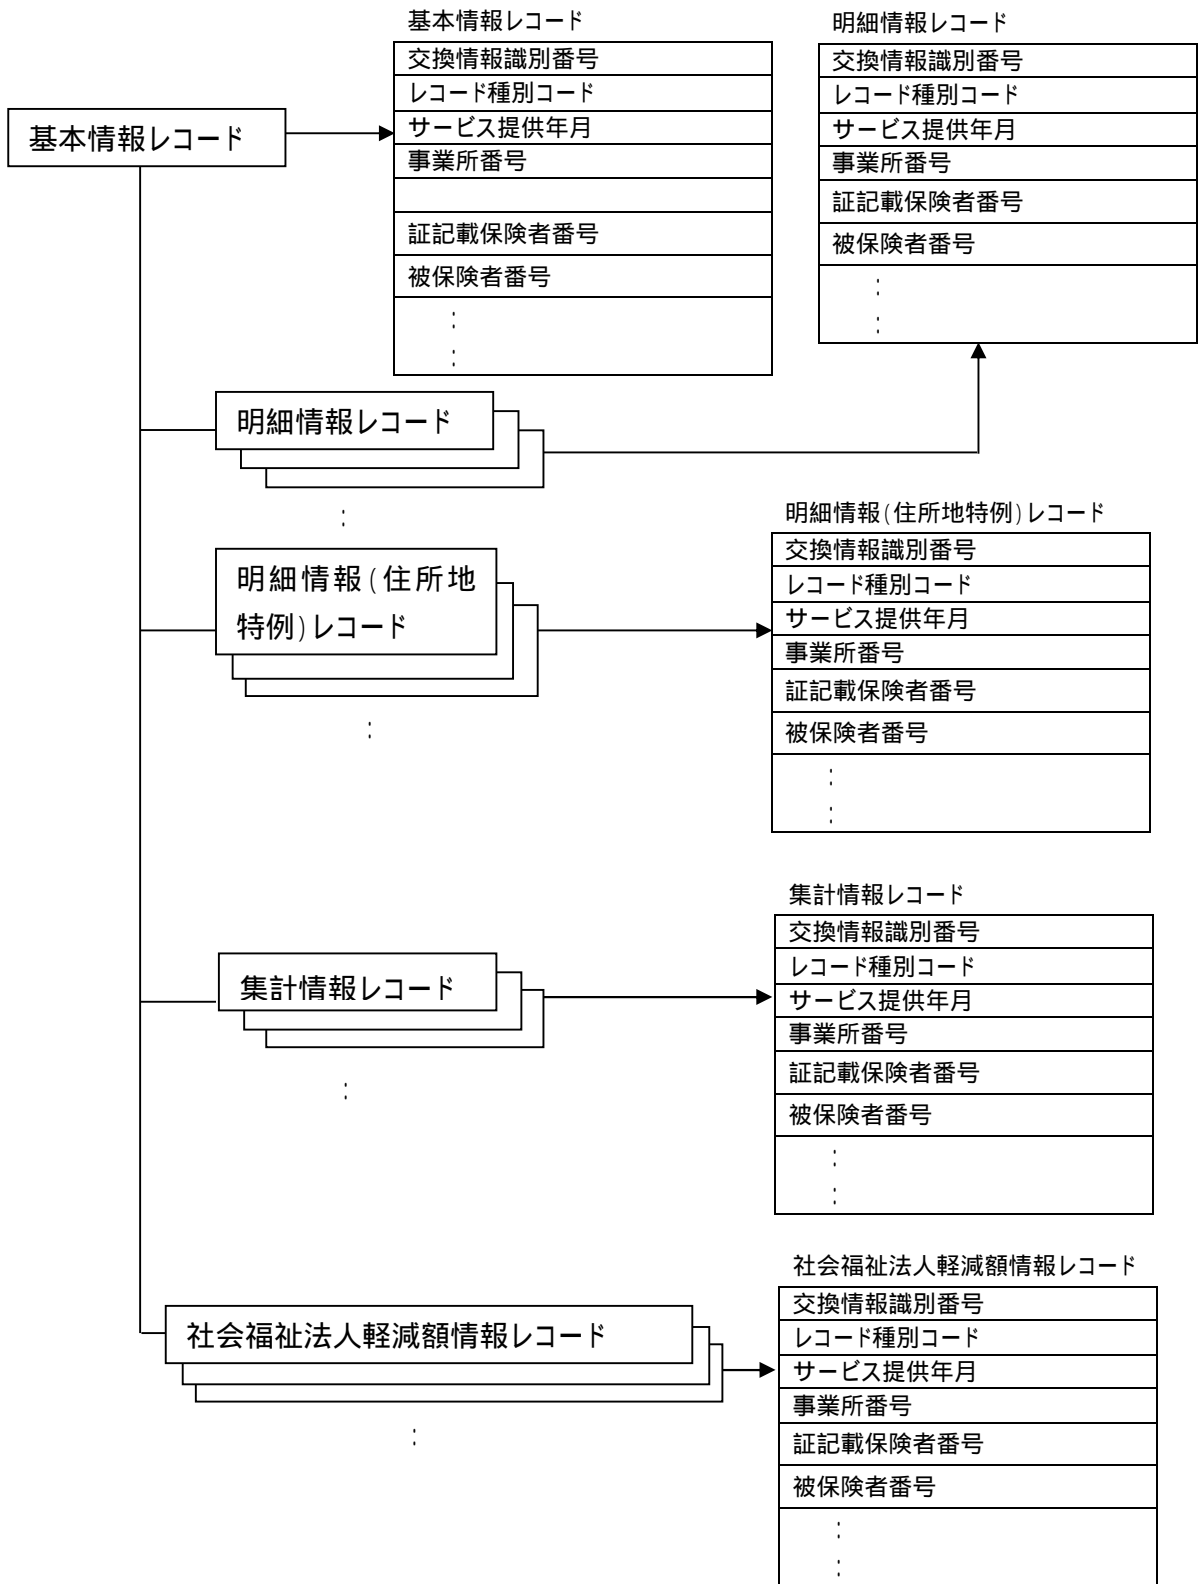 基本情報レコード
基本情報レコード
交換情報識別番号
レコード種別コード
サービス提供年月
事業所番号
証記載保険者番号
被保険者番号
:
:
明細情報レコード
交換情報識別番号
レコード種別コード
サービス提供年月
事業所番号
証記載保険者番号
被保険者番号
:
:
明細情報レコード
:
明細情報(住所地
特例)レコード
:
明細情報(住所地特例)レコード
交換情報識別番号
レコード種別コード
サービス提供年月
事業所番号
証記載保険者番号
被保険者番号
:
:
集計情報レコード
:
集計情報レコード
交換情報識別番号
レコード種別コード
サービス提供年月
事業所番号
証記載保険者番号
被保険者番号
:
:
社会福祉法人軽減額情報レコード
:
社会福祉法人軽減額情報レコード
交換情報識別番号
レコード種別コード
サービス提供年月
事業所番号
証記載保険者番号
被保険者番号
:
: